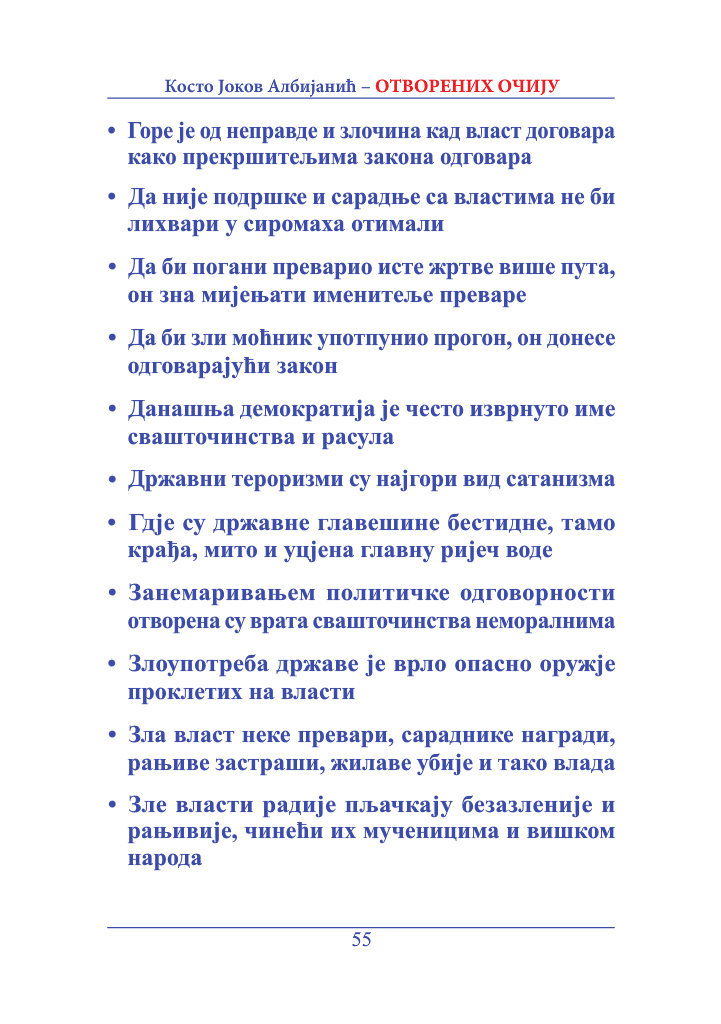 Косто Јоков Албијанић – ОТВОРЕНИХ ОЧИЈУ
• Горе је од неправде и злочина кад власт договара
како прекршитељима закона одговара
• Да није подршке и сарадње са властима не би
лихвари у сиромаха отимали
• Да би погани преварио исте жртве више пута,
он зна мијењати именитеље преваре
• Да би зли моћник употпунио прогон, он донесе
одговарајући закон
• Данашња демократија је често изврнуто име
свашточинства и расула
• Државни тероризми су најгори вид сатанизма
• Гдје су државне главешине бестидне, тамо
крађа, мито и уцјена главну ријеч воде
• Занемаривањем политичке одговорности
отворена су врата свашточинства неморалнима
• Злоупотреба државе је врло опасно оружје
проклетих на власти
• Зла власт неке превари, сараднике награди,
рањиве застраши, жилаве убије и тако влада
• Зле власти радије пљачкају безазленије и
рањивије, чинећи их мученицима и вишком
народа
55